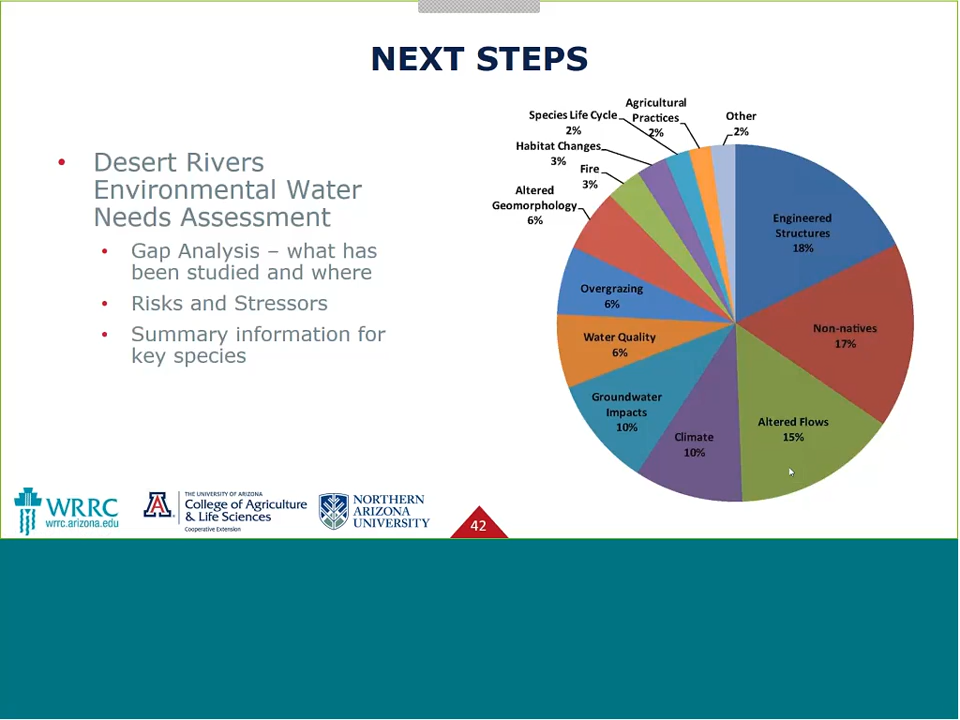 NEXT STEPS
• Desert Rivers
Environmental Water
Needs Assessment
• Gap Analysis – what has
been studied and where
• Risks and Stressors
• Summary information for
key species
Agricultural
Practices
2%
Species Life Cycle
2%
Other
2%
Habitat Changes
3%
Fire
3%
Altered
Geomorphology
6%
Engineered
Structures
18%
Overgrazing
6%
Non-natives
17%
Water Quality
6%
Groundwater
Impacts
10%
Climate
10%
Altered Flows
15%
WRRC
wrrc.arizona.edu
A
THE UNIVERSITY OF ARIZONA
College of Agriculture
& Life Sciences
Cooperative Extension
NORTHERN
ARIZONA
UNIVERSITY
42